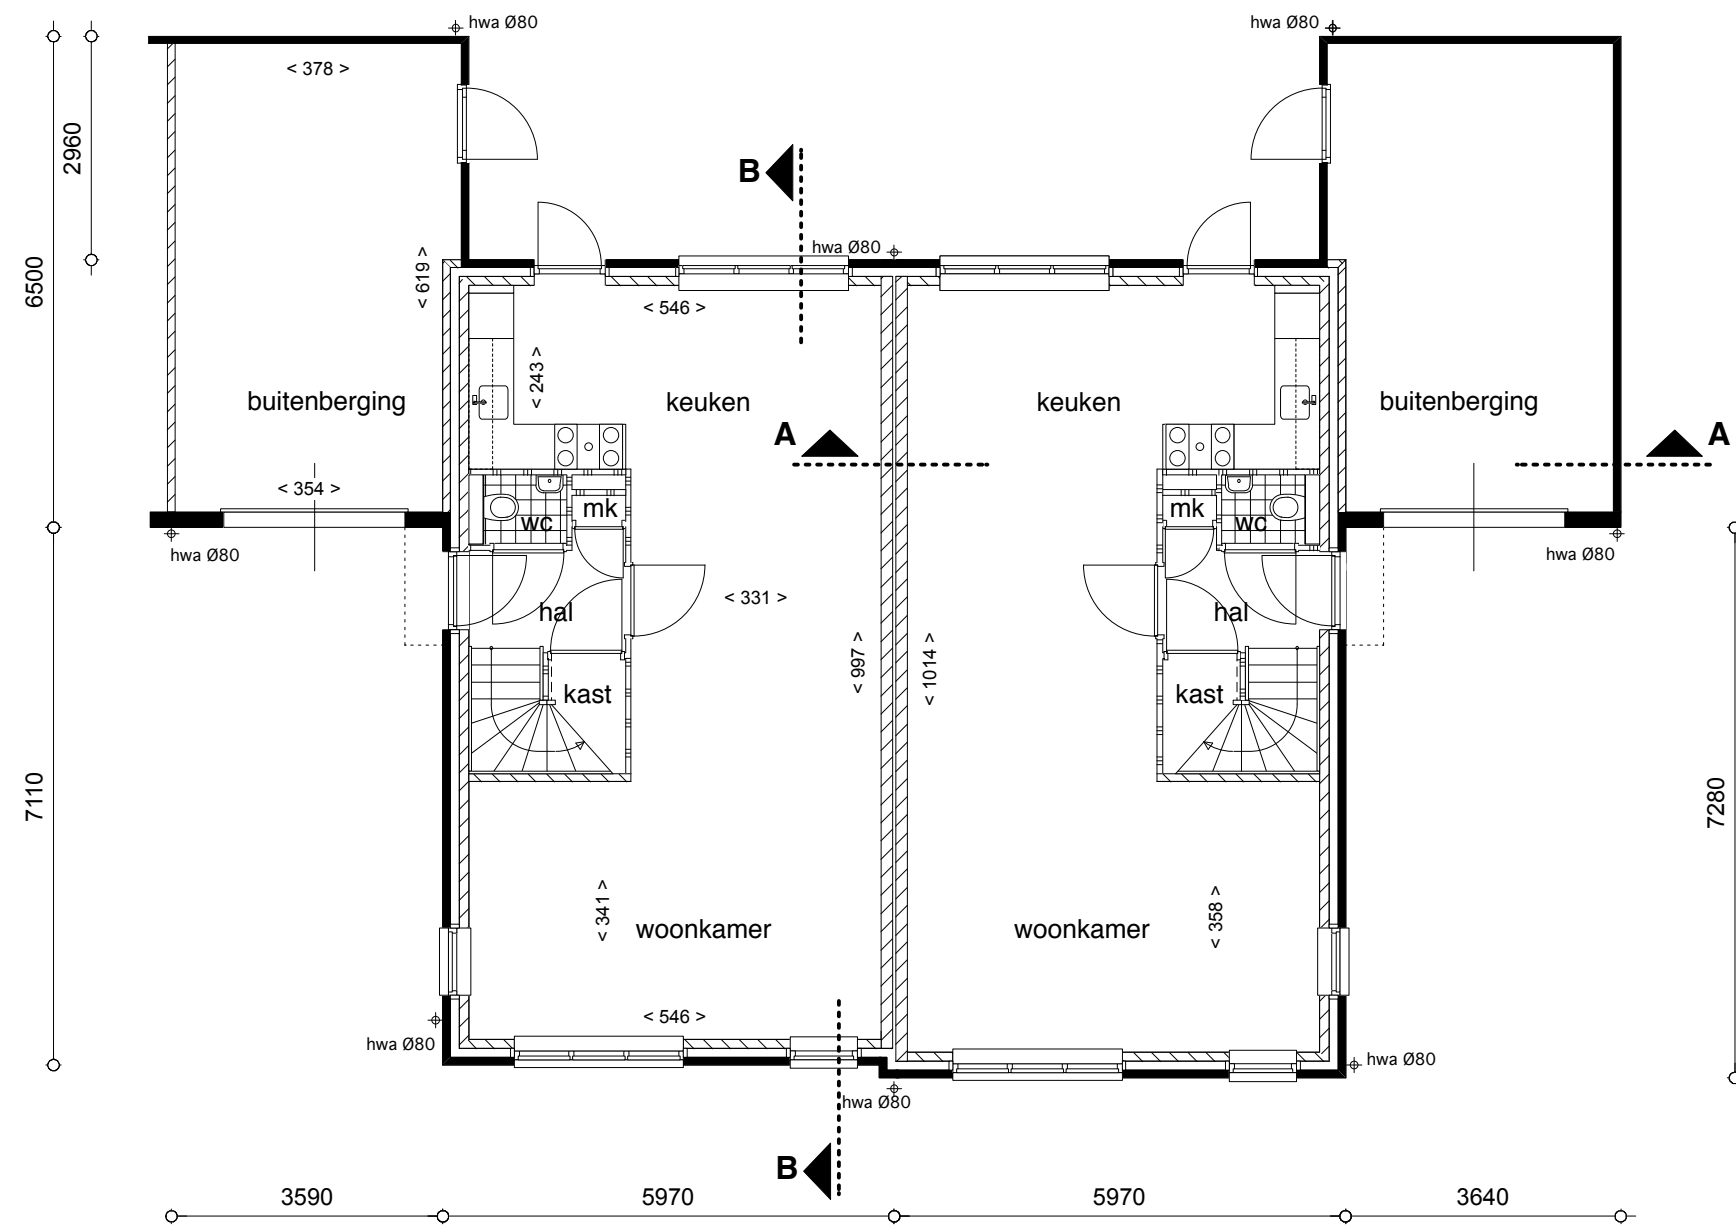 hwa Ø80
hwa Ø80
< 378 >
2960
B
hwa Ø80
6500
< 619 >
< 546 >
< 243 >
buitenberging
keuken
keuken
buitenberging
A
A
< 354 >
mk
wc
mk
wc
hwa Ø80
hwa Ø80
hal
< 331 >
hal
< 997 >
< 1014 >
kast
kast
7110
7280
< 341 >
woonkamer
woonkamer
< 358 >
< 546 >
hwa Ø80
hwa Ø80
hwa Ø80
B
3590
5970
5970
3640